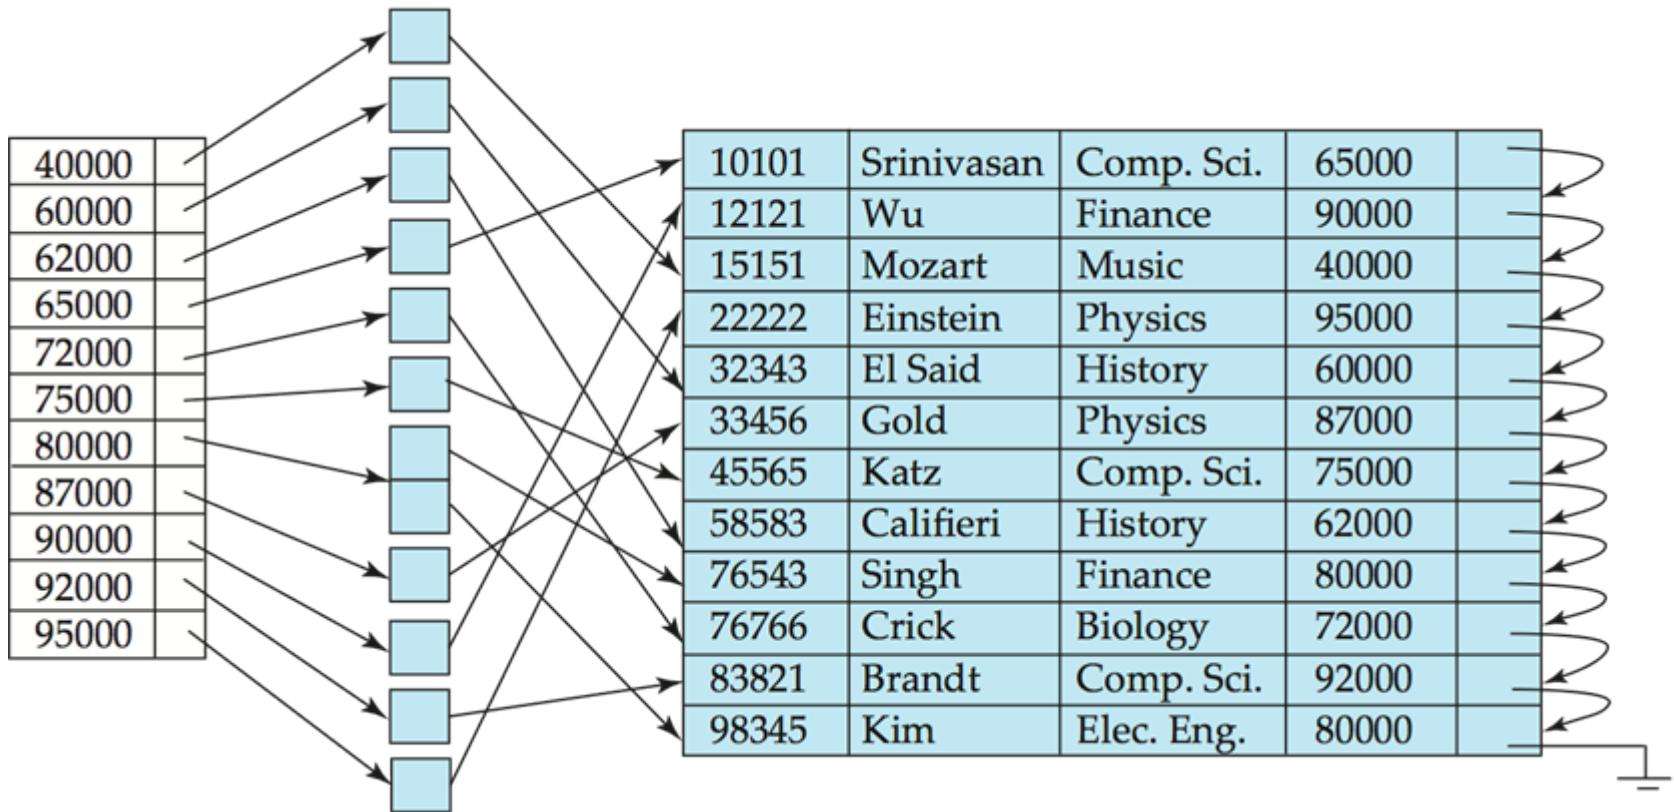 40000
60000
62000
65000
72000
75000
80000
87000
90000
92000
95000
10101 Srinivasan Comp. Sci. 65000
12121 Wu Finance 90000
15151 Mozart Music 40000
22222 Einstein Physics 95000
32343 El Said History 60000
33456 Gold Physics 87000
45565 Katz Comp. Sci. 75000
58583 Califieri History 62000
76543 Singh Finance 80000
76766 Crick Biology 72000
83821 Brandt Comp. Sci. 92000
98345 Kim Elec. Eng. 80000